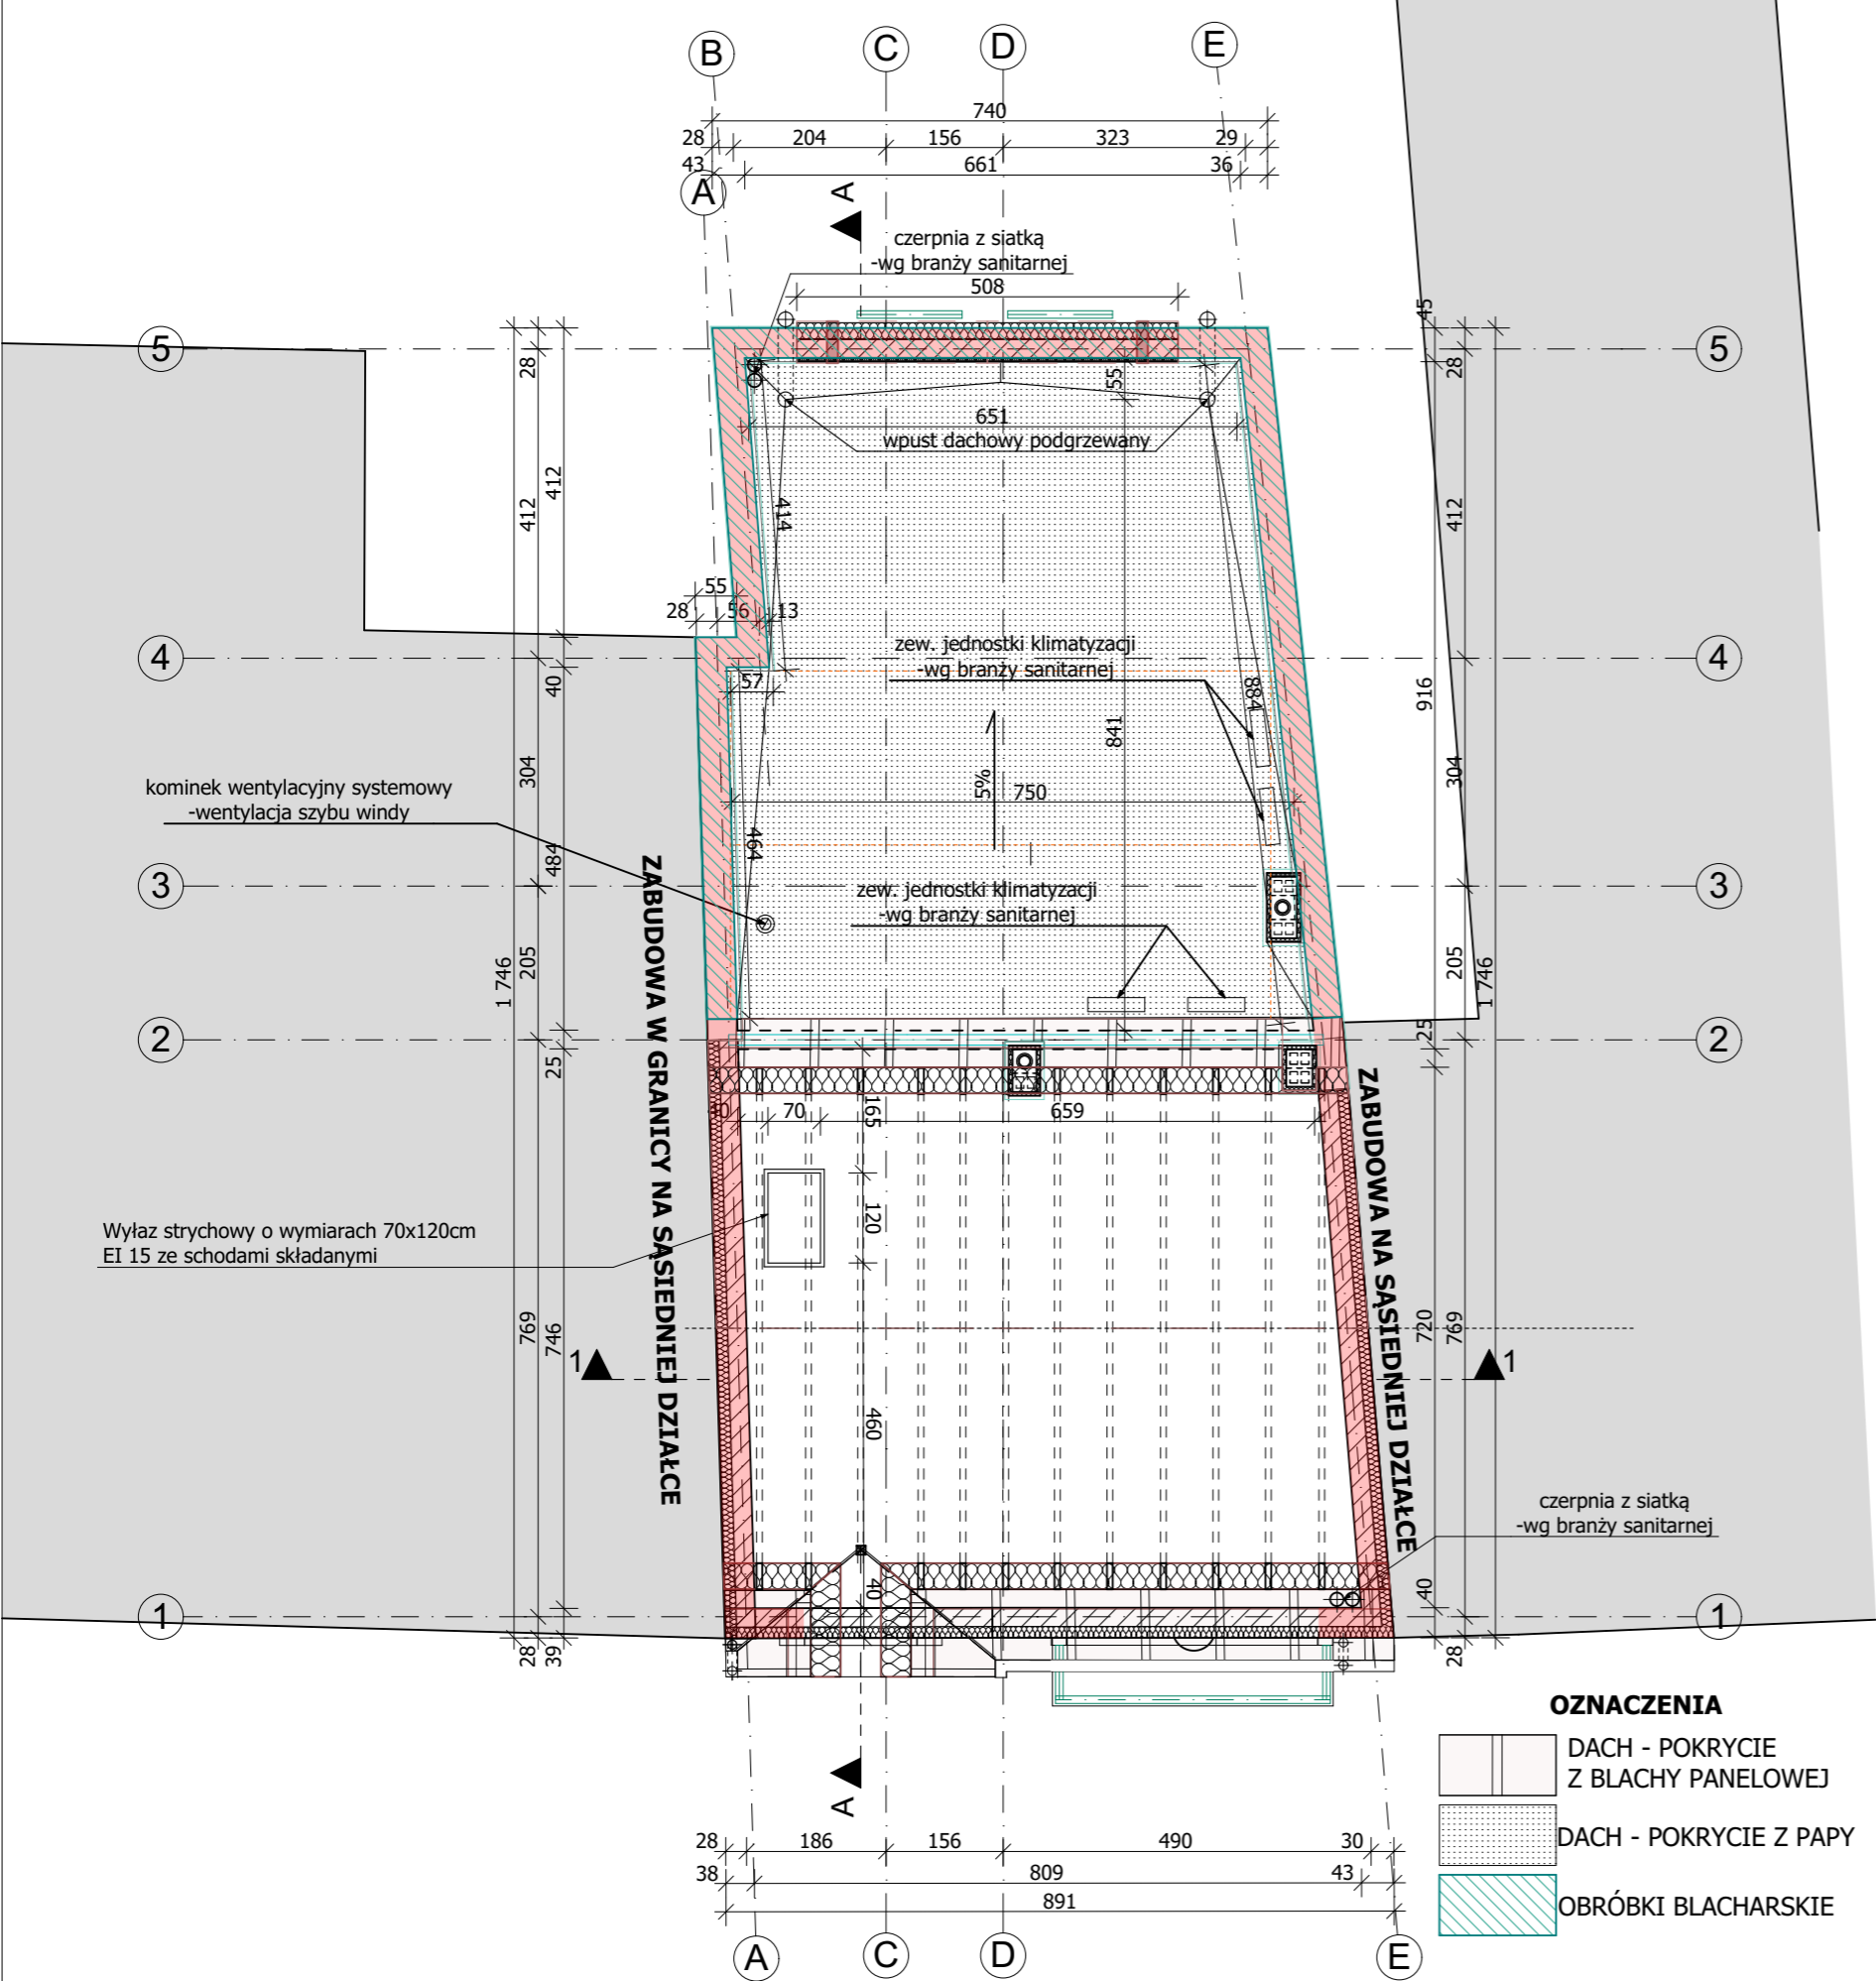 B
C
D
E
740
28 204 156 323 29
43 661 36
A
A
czerpnia z siatką
-wg branży sanitarnej
508
45
5
5
28
28
55
651
wpust dachowy podgrzewany
412
412
414
412
55
28 56 13
zew. jednostki klimatyzacji
-wg branży sanitarnej
4
4
40
57
884
916
841
304
304
5%
750
kominek wentylacyjny systemowy
-wentylacja szybu windy
484
464
3
3
zew. jednostki klimatyzacji
-wg branży sanitarnej
ZABUDOWA W GRANICY NA SĄSIEDNIEJ DZIAŁCE
1 746
205
205
1 746
2
2
25
25
70
165
659
ZABUDOWA NA SĄSIEDNIEJ DZIAŁCE
120
Wyłaz strychowy o wymiarach 70x120cm
EI 15 ze schodami składanymi
769
746
720
769
1
1
460
czerpnia z siatką
-wg branży sanitarnej
40
40
1
1
28
39
28
OZNACZENIA
DACH - POKRYCIE
Z BLACHY PANELOWEJ
A
DACH - POKRYCIE Z PAPY
28 186 156 490 30
38 809 43
891
OBRÓBKI BLACHARSKIE
A
C
D
E